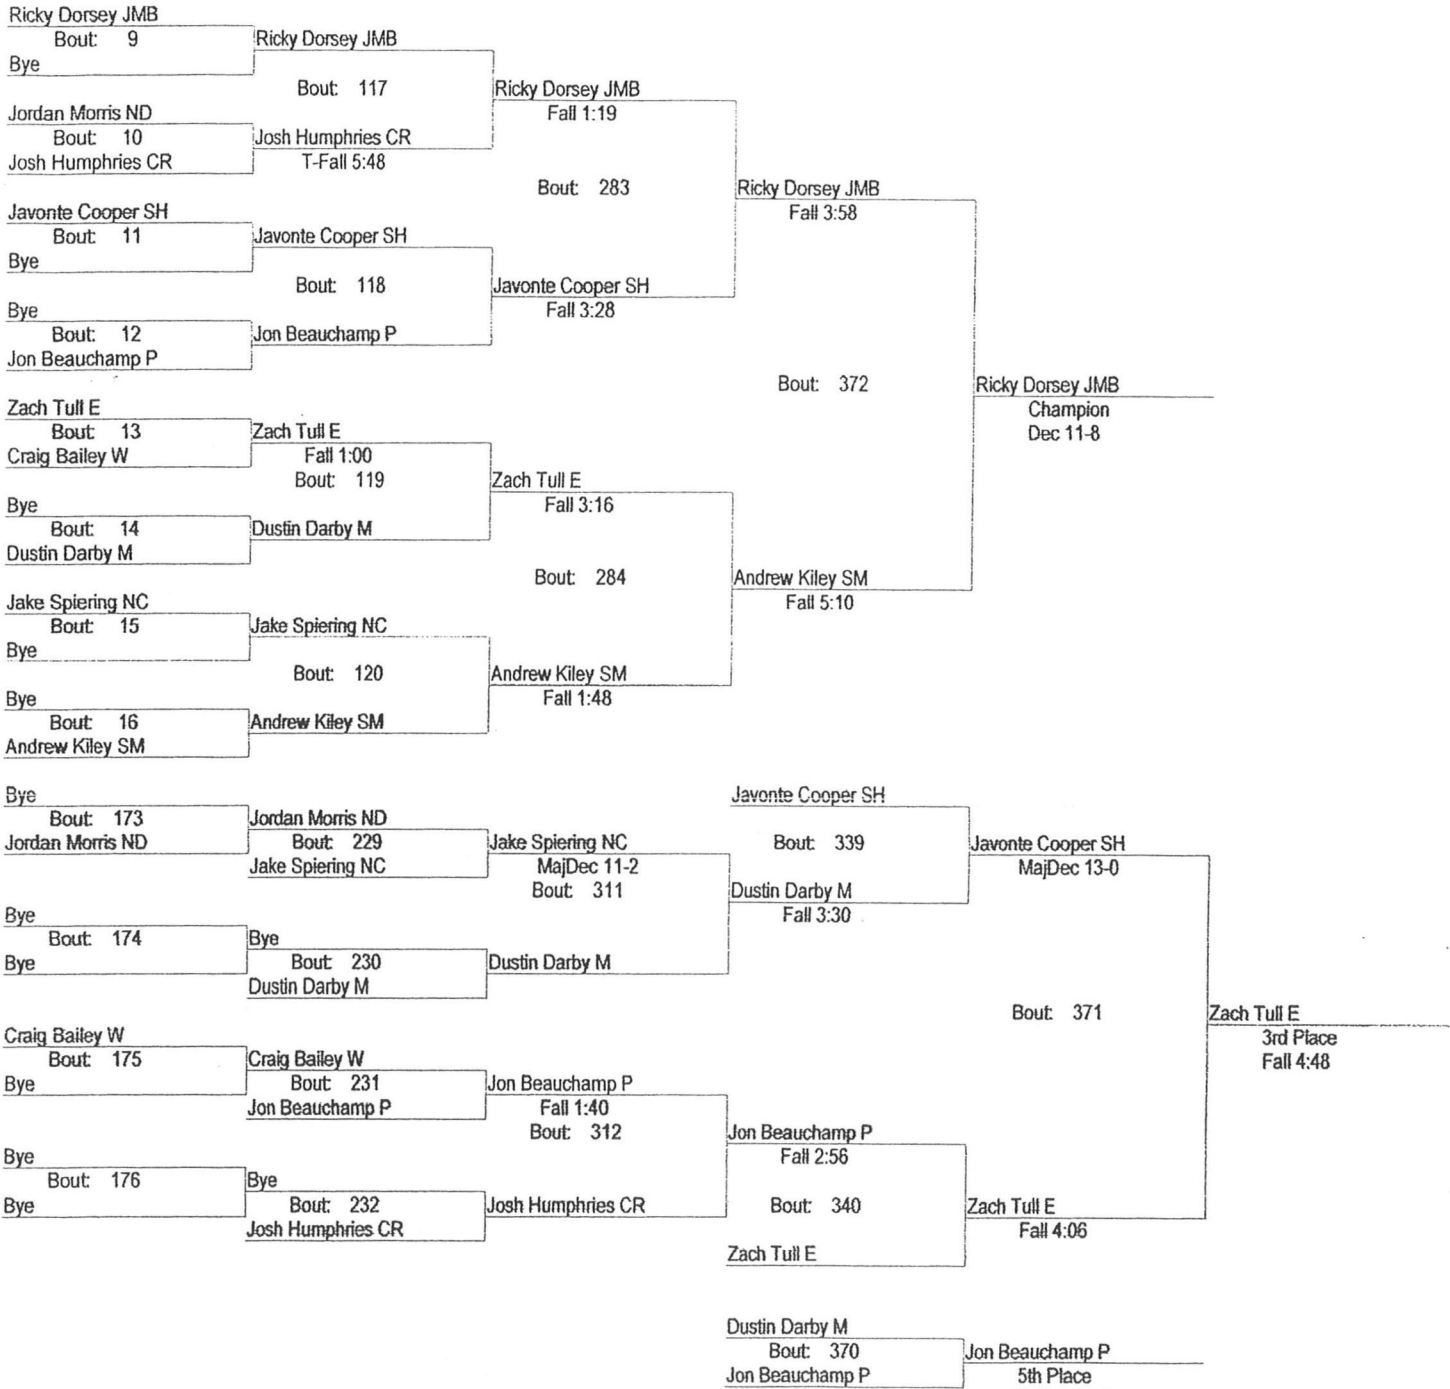 Ricky Dorsey JMB
Bout: 9
Bye
Ricky Dorsey JMB
Bout: 117
Jordan Morris ND
Bout: 10
Josh Humphries CR
Josh Humphries CR
T-Fall 5:48
Ricky Dorsey JMB
Fall 1:19
Bout: 283
Javonte Cooper SH
Bout: 11
Bye
Javonte Cooper SH
Bout: 118
Bye
Bout: 12
Jon Beauchamp P
Jon Beauchamp P
Javonte Cooper SH
Fall 3:28
Ricky Dorsey JMB
Fall 3:58
Bout: 372
Ricky Dorsey JMB
Champion
Dec 11-8
Zach Tull E
Bout: 13
Craig Bailey W
Zach Tull E
Fall 1:00
Bout: 119
Bye
Bout: 14
Dustin Darby M
Dustin Darby M
Zach Tull E
Fall 3:16
Bout: 284
Jake Spiering NC
Bout: 15
Bye
Jake Spiering NC
Bout: 120
Bye
Bout: 16
Andrew Kiley SM
Andrew Kiley SM
Andrew Kiley SM
Fall 1:48
Andrew Kiley SM
Fall 5:10
Bye
Bout: 173
Jordan Morris ND
Jordan Morris ND
Bout: 229
Jake Spiering NC
Jake Spiering NC
MajDec 11-2
Bout: 311
Bye
Bout: 174
Bye
Bye
Bout: 230
Dustin Darby M
Dustin Darby M
Javonte Cooper SH
Bout: 339
Dustin Darby M
Fall 3:30
Javonte Cooper SH
MajDec 13-0
Bout: 371
Zach Tull E
3rd Place
Fall 4:48
Craig Bailey W
Bout: 175
Bye
Craig Bailey W
Bout: 231
Jon Beauchamp P
Jon Beauchamp P
Fall 1:40
Bout: 312
Bye
Bout: 176
Bye
Bye
Bout: 232
Josh Humphries CR
Josh Humphries CR
Jon Beauchamp P
Fall 2:56
Bout: 340
Zach Tull E
Zach Tull E
Fall 4:06
Dustin Darby M
Bout: 370
Jon Beauchamp P
Jon Beauchamp P
5th Place